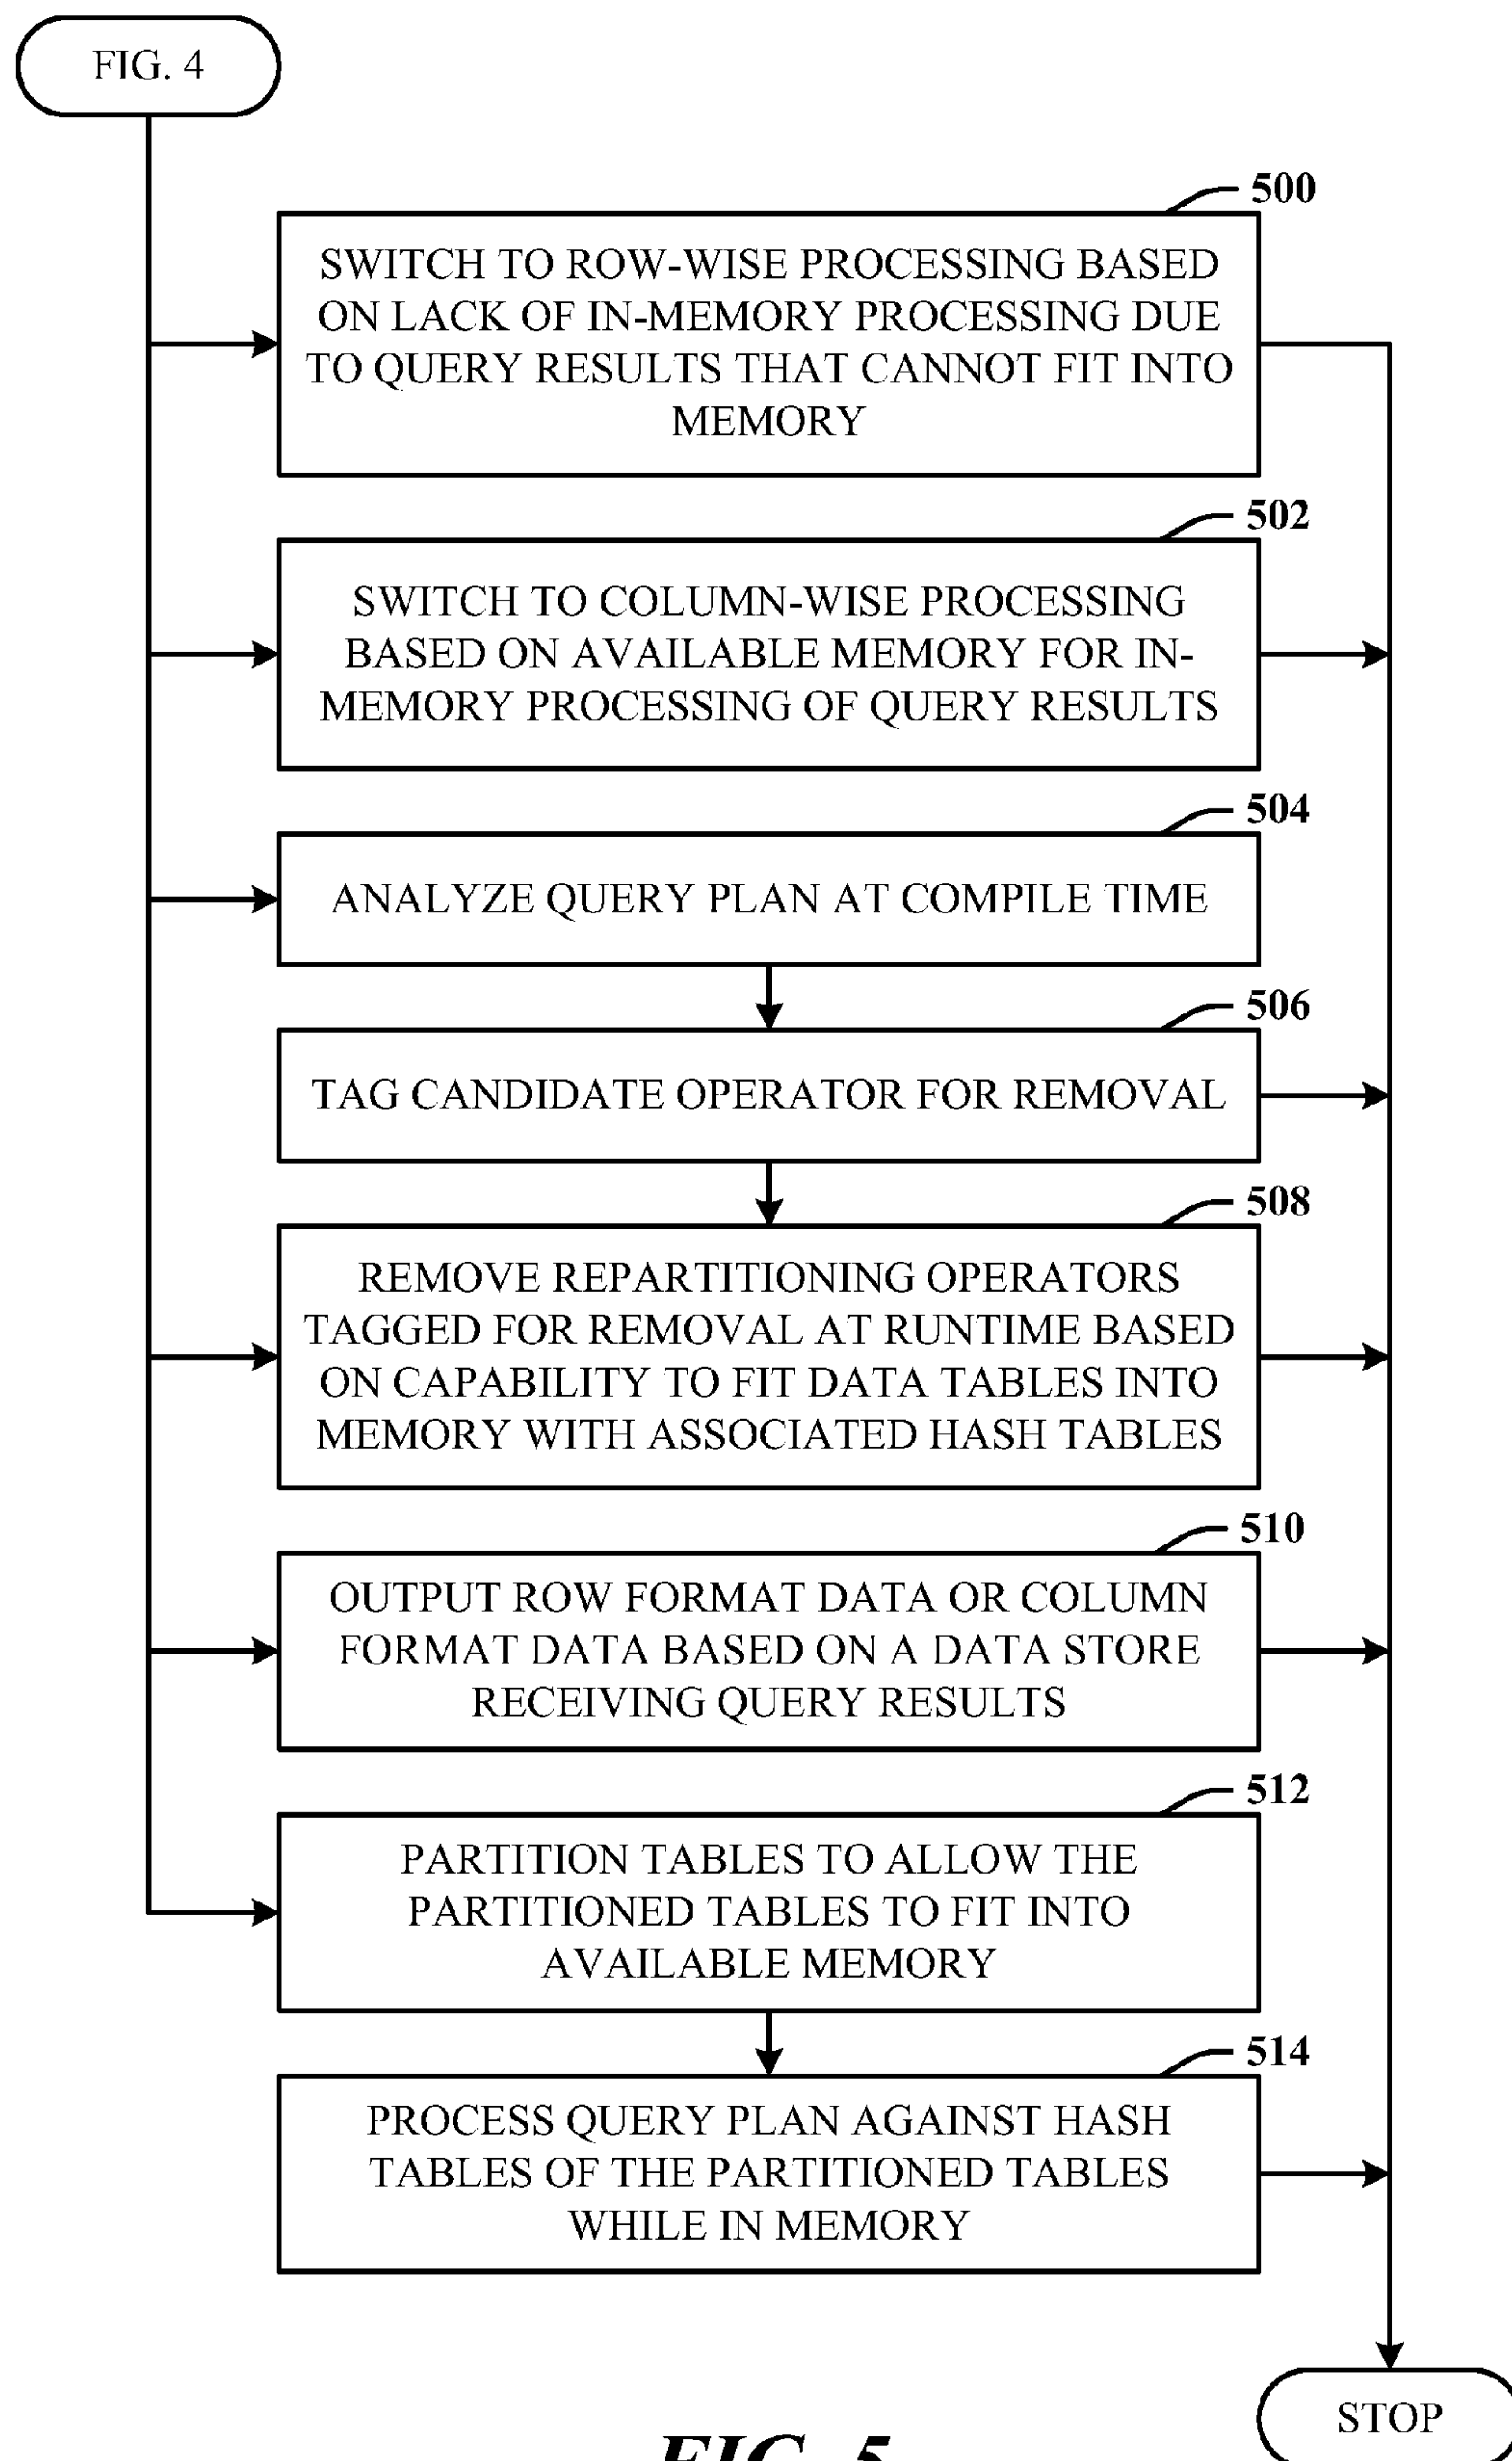 FIG. 4
500
SWITCH TO ROW-WISE PROCESSING BASED
ON LACK OF IN-MEMORY PROCESSING DUE
TO QUERY RESULTS THAT CANNOT FIT INTO
MEMORY
502
SWITCH TO COLUMN-WISE PROCESSING
BASED ON AVAILABLE MEMORY FOR IN-
MEMORY PROCESSING OF QUERY RESULTS
504
ANALYZE QUERY PLAN AT COMPILE TIME
506
TAG CANDIDATE OPERATOR FOR REMOVAL
508
REMOVE REPARTITIONING OPERATORS
TAGGED FOR REMOVAL AT RUNTIME BASED
ON CAPABILITY TO FIT DATA TABLES INTO
MEMORY WITH ASSOCIATED HASH TABLES
510
OUTPUT ROW FORMAT DATA OR COLUMN
FORMAT DATA BASED ON A DATA STORE
RECEIVING QUERY RESULTS
512
PARTITION TABLES TO ALLOW THE
PARTITIONED TABLES TO FIT INTO
AVAILABLE MEMORY
514
PROCESS QUERY PLAN AGAINST HASH
TABLES OF THE PARTITIONED TABLES
WHILE IN MEMORY
STOP
FIG. 5